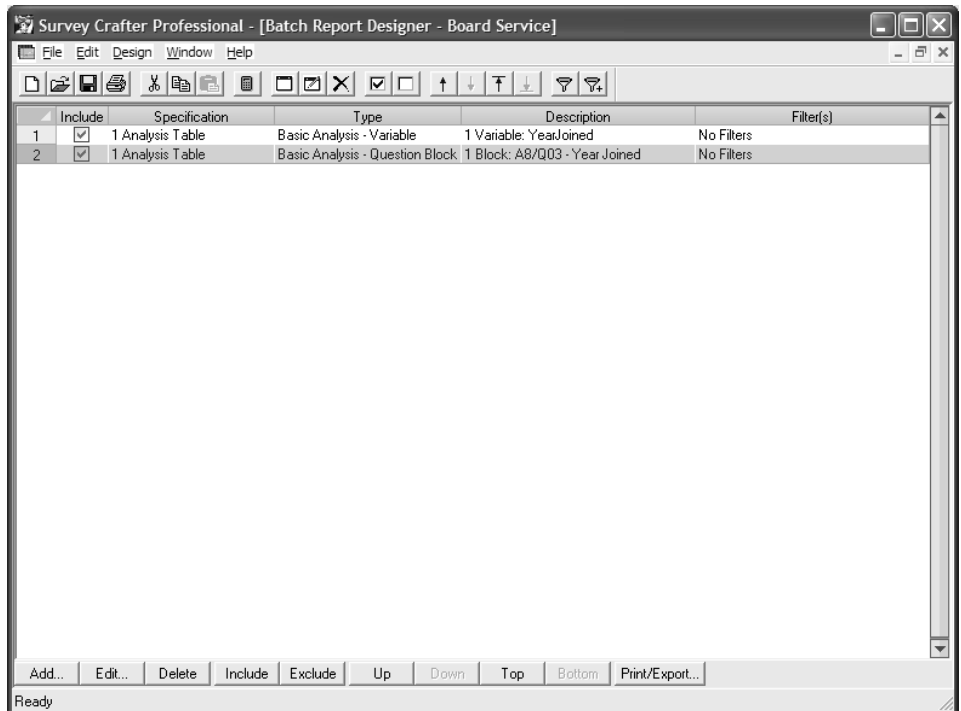 Survey Crafter Professional - [Batch Report Designer - Board Service]
File Edit Design Window Help
Include Specification Type Description Filter(s)
1 1 Analysis Table Basic Analysis - Variable 1 Variable: YearJoined No Filters
2 1 Analysis Table Basic Analysis - Question Block 1 Block: A8/Q03 - Year Joined No Filters
Add... Edit... Delete Include Exclude Up Down Top Bottom Print/Export...
Ready